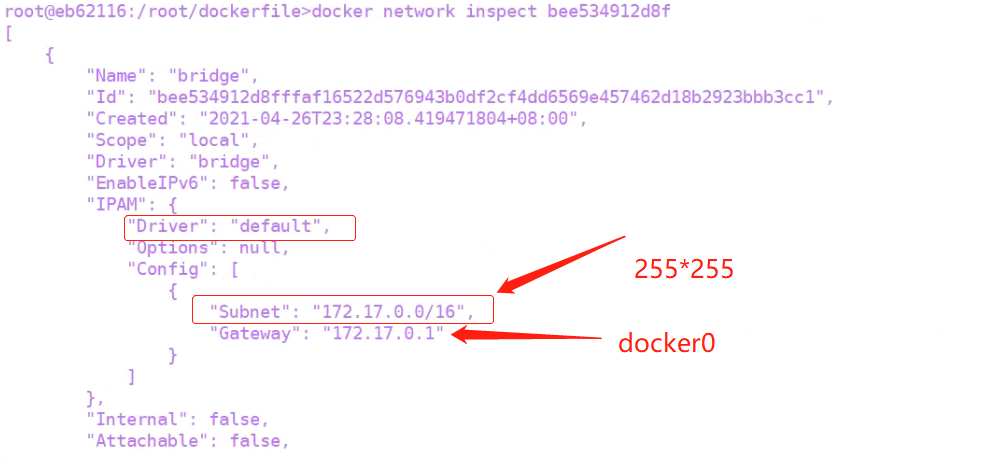 root@eb62116:/root/dockerfile>docker network inspect bee534912d8f
[
    {
        "Name": "bridge",
        "Id": "bee534912d8fffaf16522d576943b0df2cf4dd6569e457462d18b2923bbb3cc1",
        "Created": "2021-04-26T23:28:08.419471804+08:00",
        "Scope": "local",
        "Driver": "bridge",
        "EnableIPv6": false,
        "IPAM": {
            "Driver": "default",
            "Options": null,
            "Config": [
                {
                    "Subnet": "172.17.0.0/16",
                    "Gateway": "172.17.0.1"
                }
            ]
        },
        "Internal": false,
        "Attachable": false,
255*255
docker0